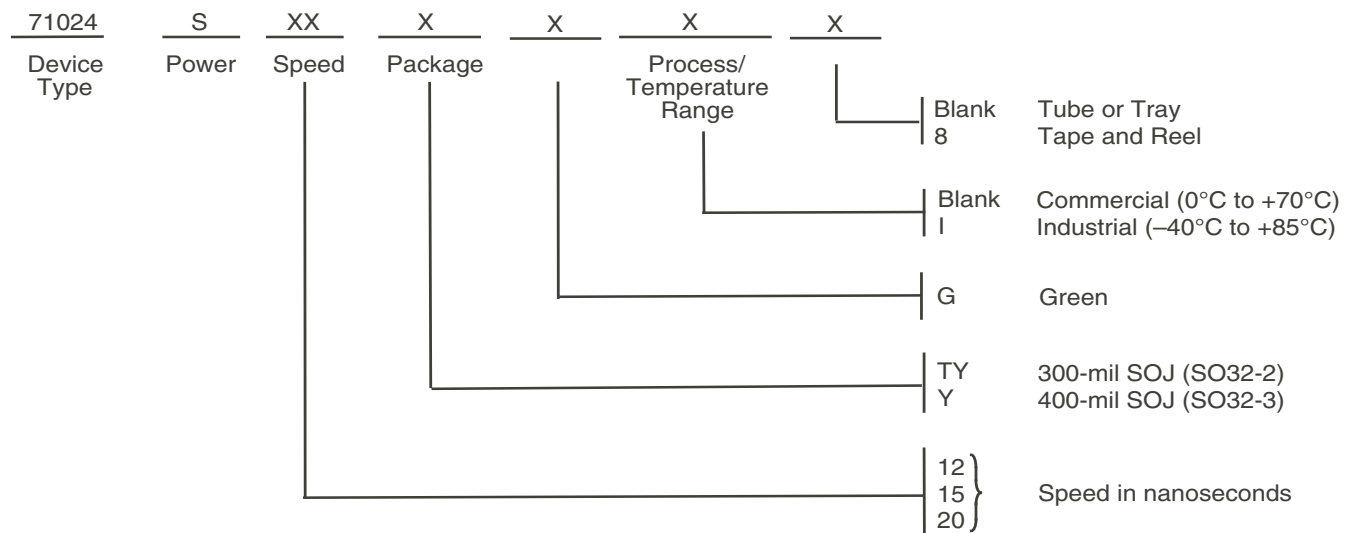 71024 S XX X X X X
Device Type Power Speed Package Process/ Temperature Range
Blank Tube or Tray
8 Tape and Reel
Blank Commercial (0°C to +70°C)
I Industrial (–40°C to +85°C)
G Green
TY 300-mil SOJ (SO32-2)
Y 400-mil SOJ (SO32-3)
12
15 Speed in nanoseconds
20